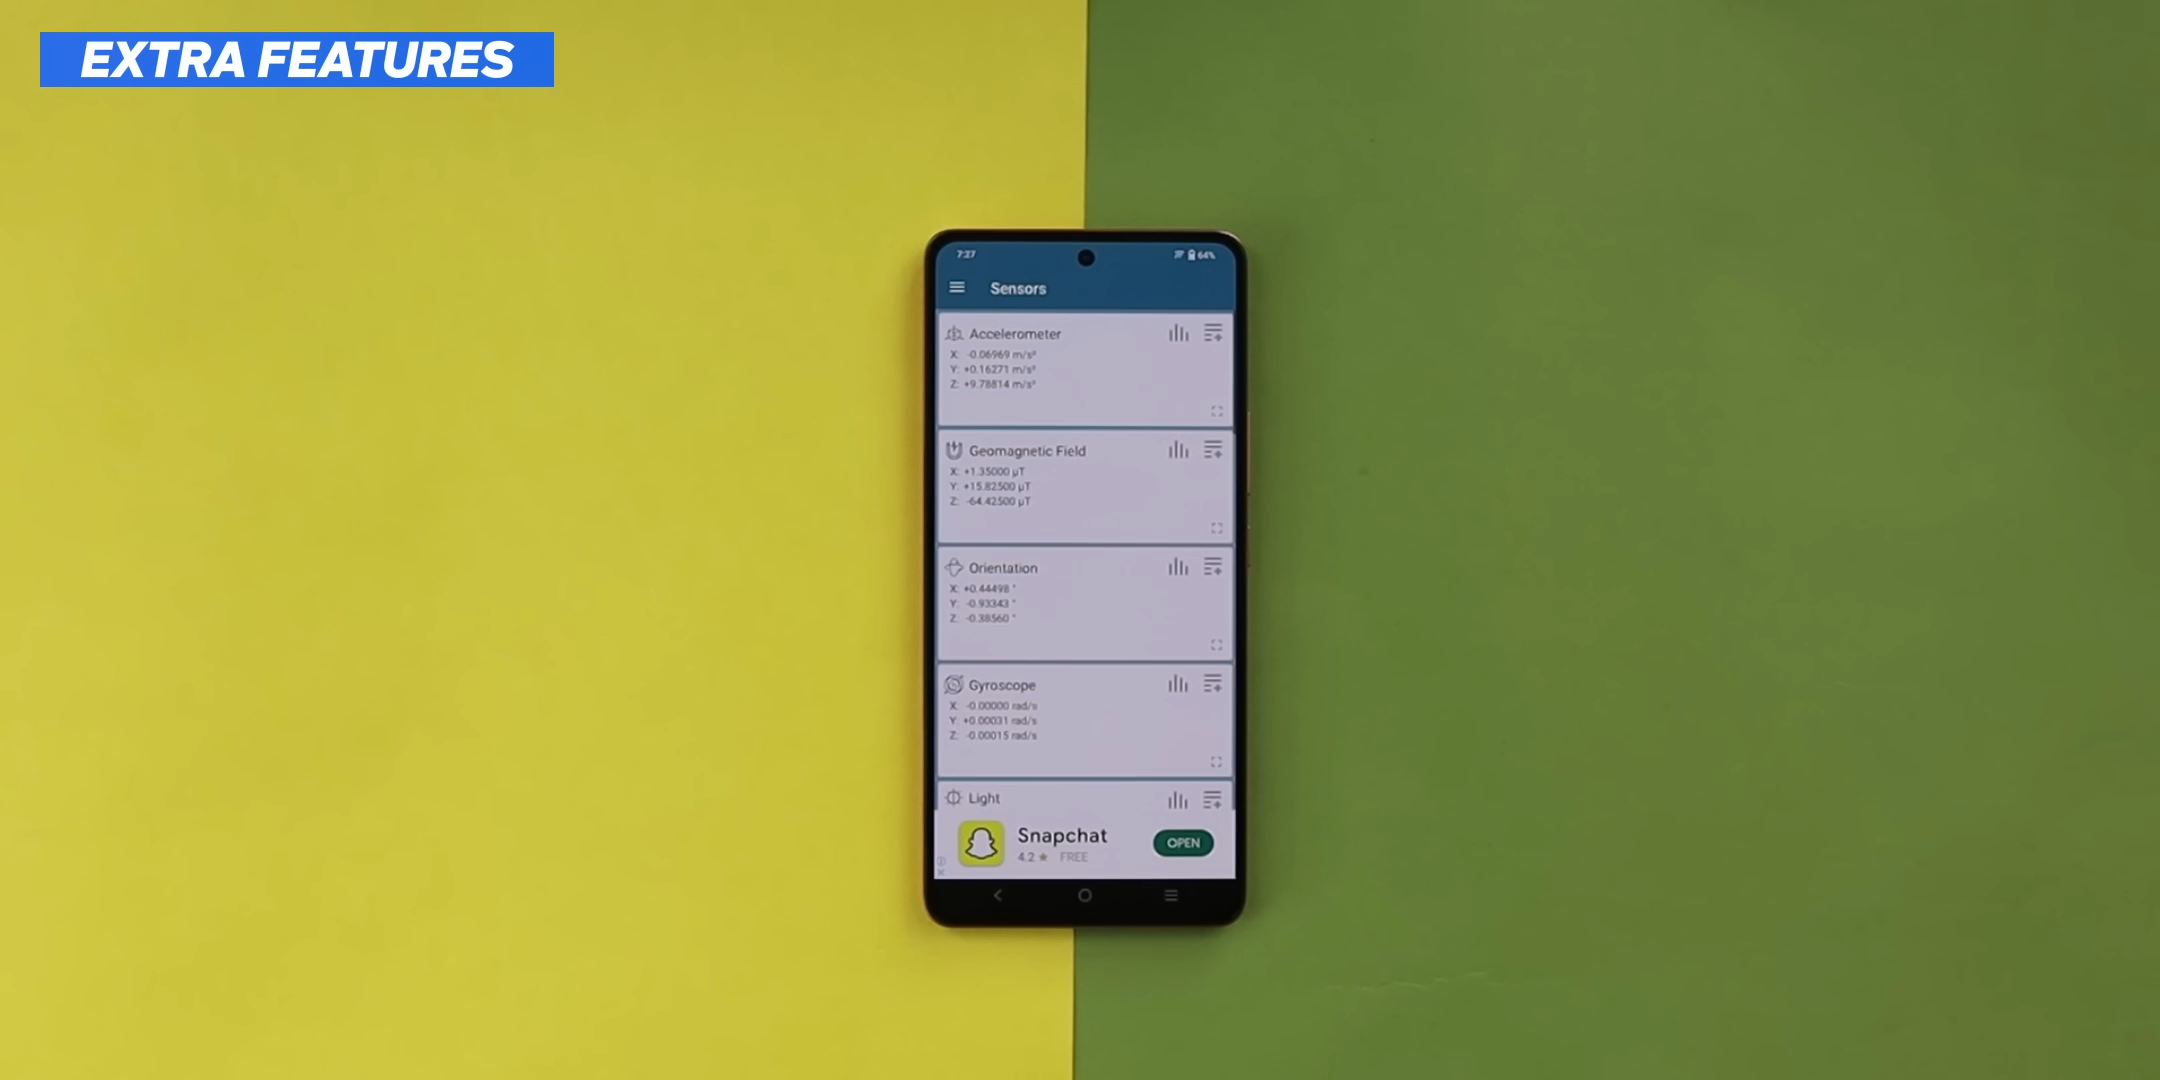 EXTRA FEATURES
7:37
64%
Sensors
Accelerometer
X: -0.06969 m/s²
Y: +0.16271 m/s²
Z: +9.78814 m/s²
Geomagnetic Field
X: +1.35000 μT
Y: +15.82500 μT
Z: -64.42500 μT
Orientation
X: +0.44498 °
Y: -0.93343 °
Z: -0.38560 °
Gyroscope
X: -0.00000 rad/s
Y: +0.00031 rad/s
Z: -0.00015 rad/s
Light
Snapchat
4.2 ★ FREE
OPEN